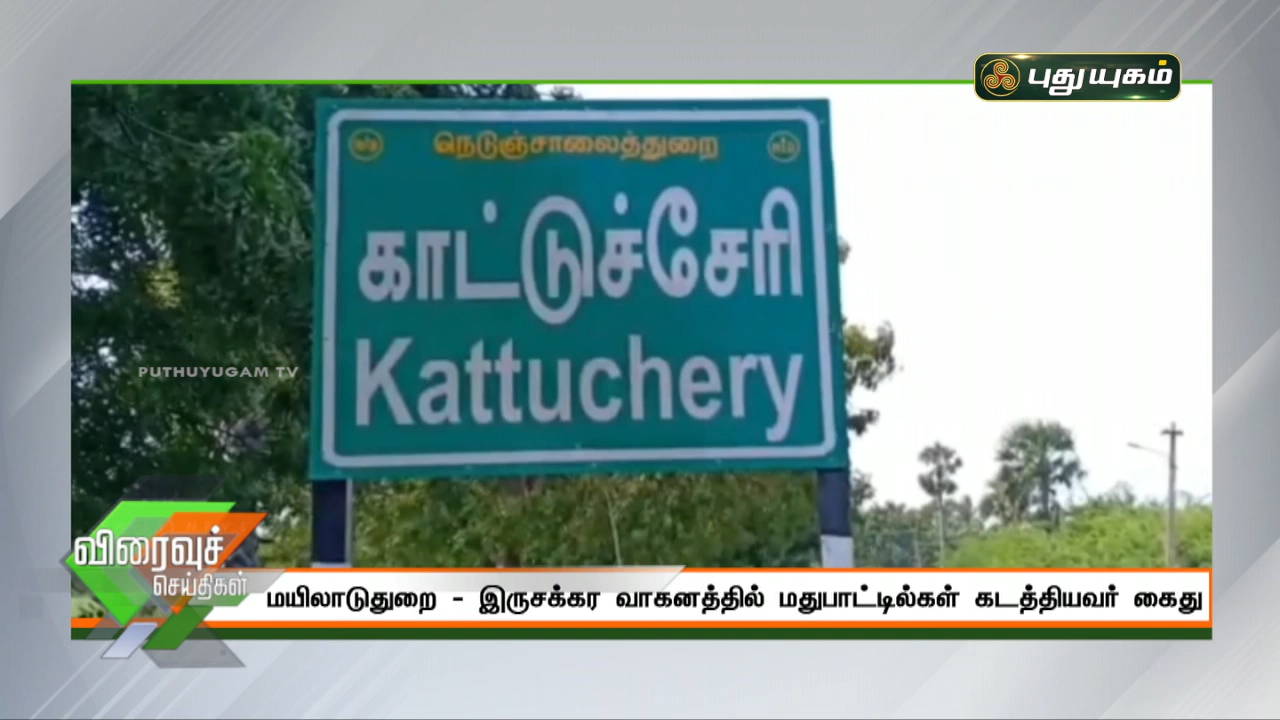 புதுயுகம்
நெடுஞ்சாலைத்துறை
காட்டுச்சேரி
Kattuchery
PUTHUYUGAM TV
விரைவுச்
செய்திகள்
மயிலாடுதுறை - இருசக்கர வாகனத்தில் மதுபாட்டில்கள் கடத்தியவர் கைது